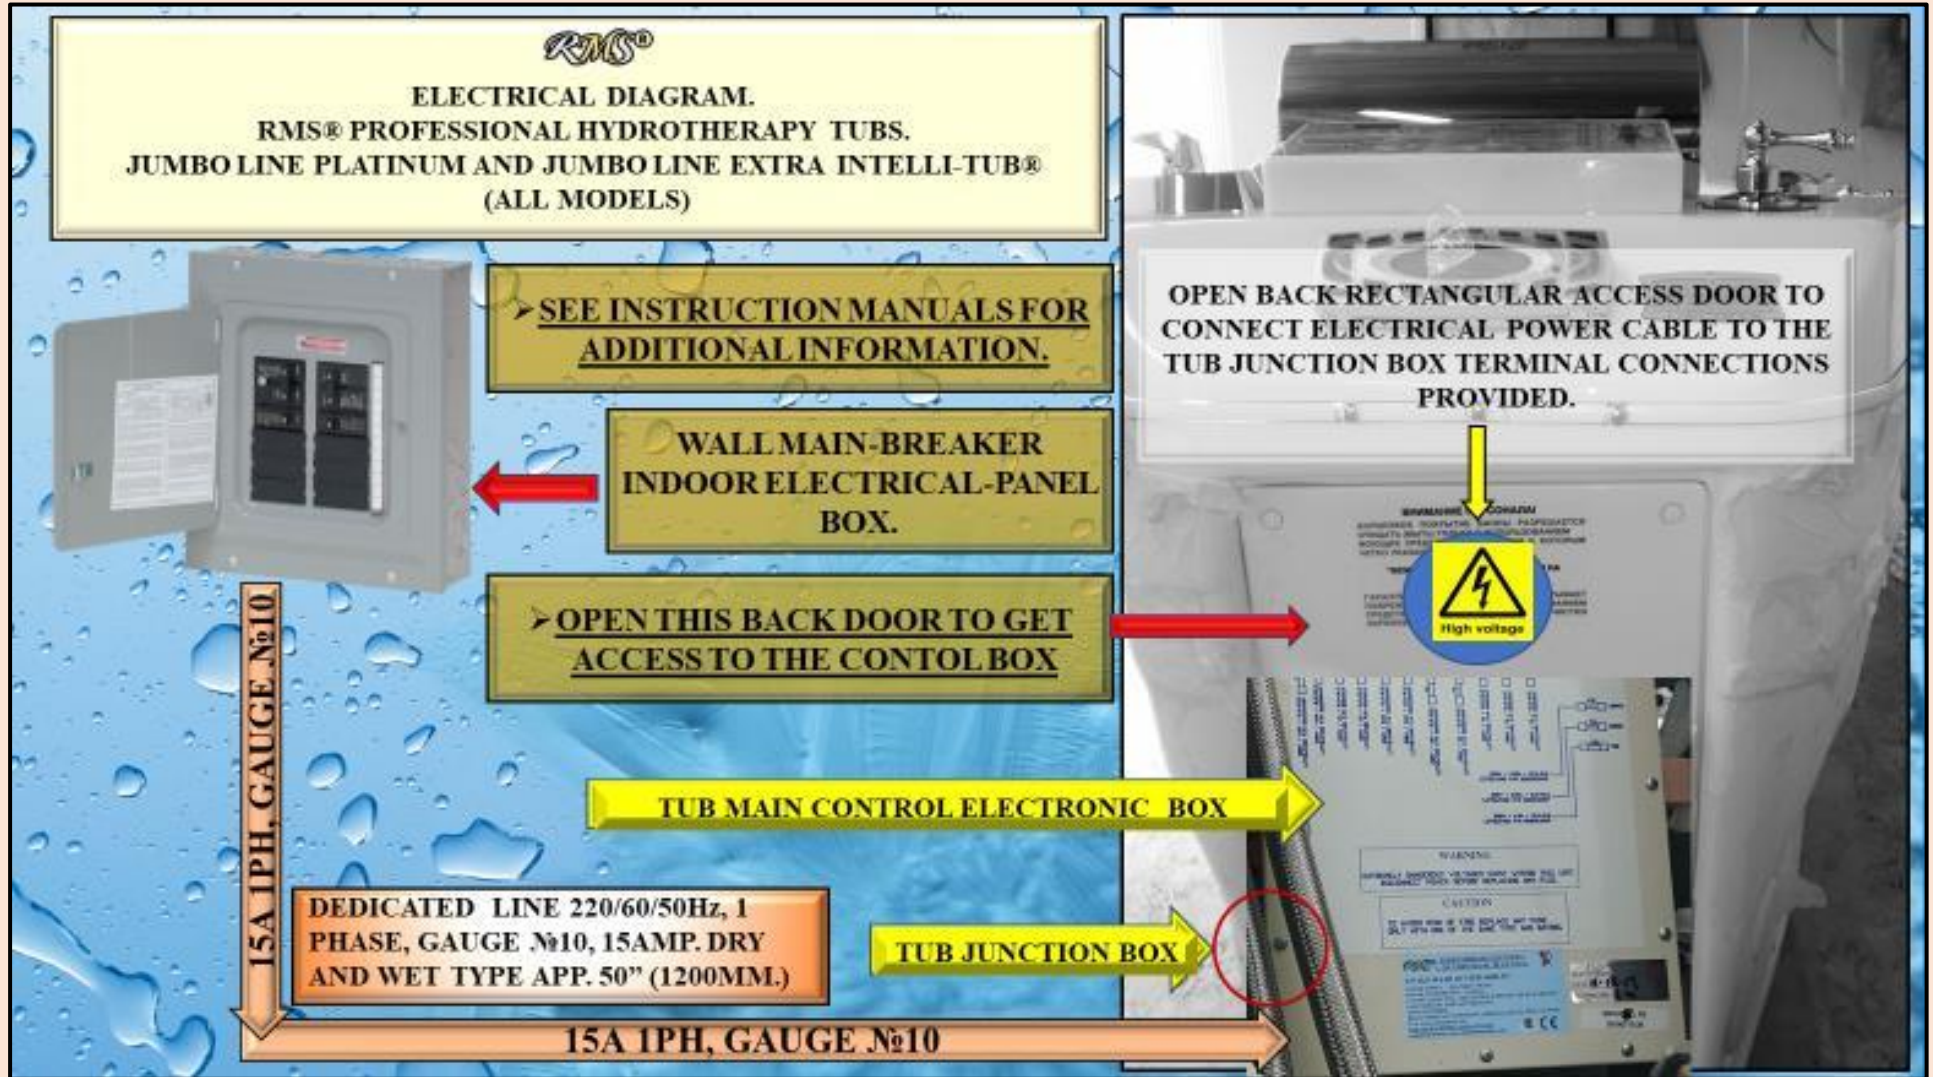 RMS®
ELECTRICAL DIAGRAM.
RMS® PROFESSIONAL HYDROTHERAPY TUBS.
JUMBO LINE PLATINUM AND JUMBO LINE EXTRA INTELLI-TUB®
(ALL MODELS)
➢SEE INSTRUCTION MANUALS FOR
ADDITIONAL INFORMATION.
WALL MAIN-BREAKER
INDOOR ELECTRICAL-PANEL
BOX.
➢OPEN THIS BACK DOOR TO GET
ACCESS TO THE CONTOL BOX
OPEN BACK RECTANGULAR ACCESS DOOR TO
CONNECT ELECTRICAL POWER CABLE TO THE
TUB JUNCTION BOX TERMINAL CONNECTIONS
PROVIDED.
ВНИМАНИЕ
High voltage
15A 1PH, GAUGE №10
TUB MAIN CONTROL ELECTRONIC BOX
DEDICATED LINE 220/60/50Hz, 1
PHASE, GAUGE №10, 15AMP. DRY
AND WET TYPE APP. 50” (1200MM.)
TUB JUNCTION BOX
15A 1PH, GAUGE №10
WARNING
CAUTION